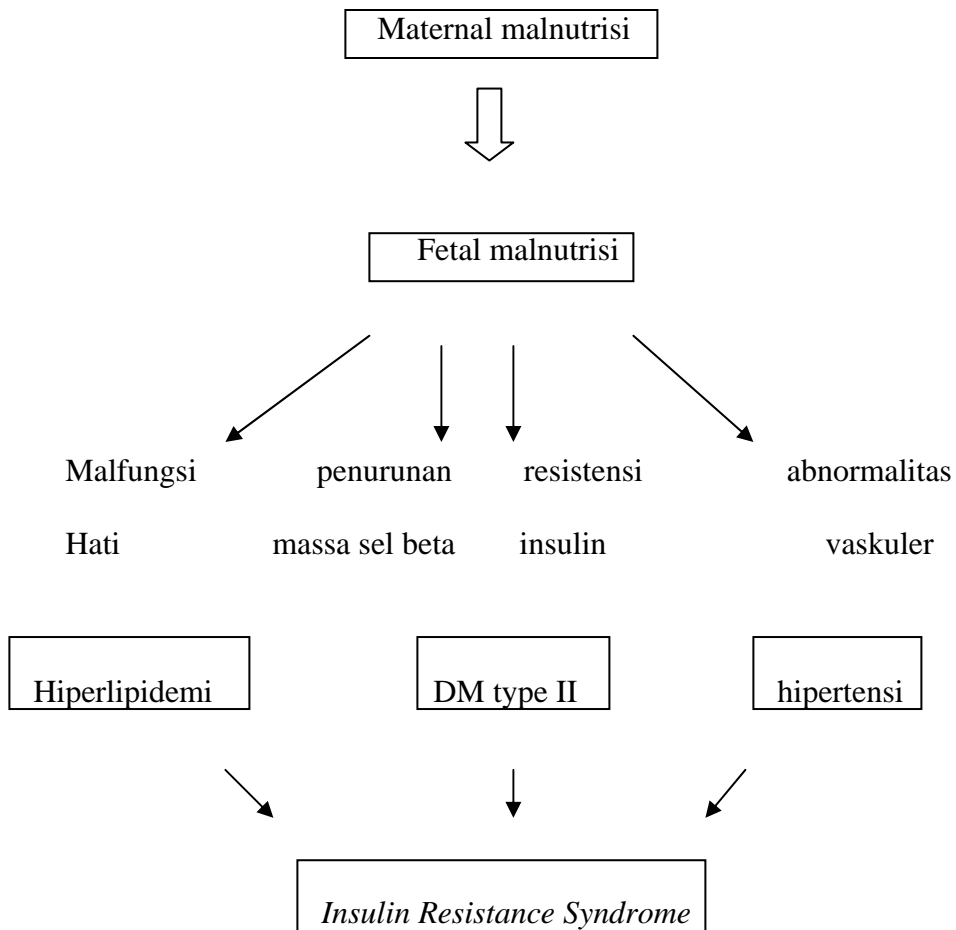 Maternal malnutrisi
Fetal malnutrisi
Malfungsi penurunan resistensi abnormalitas
Hati massa sel beta insulin vaskuler
Hiperlipidemi DM type II hipertensi
Insulin Resistance Syndrome